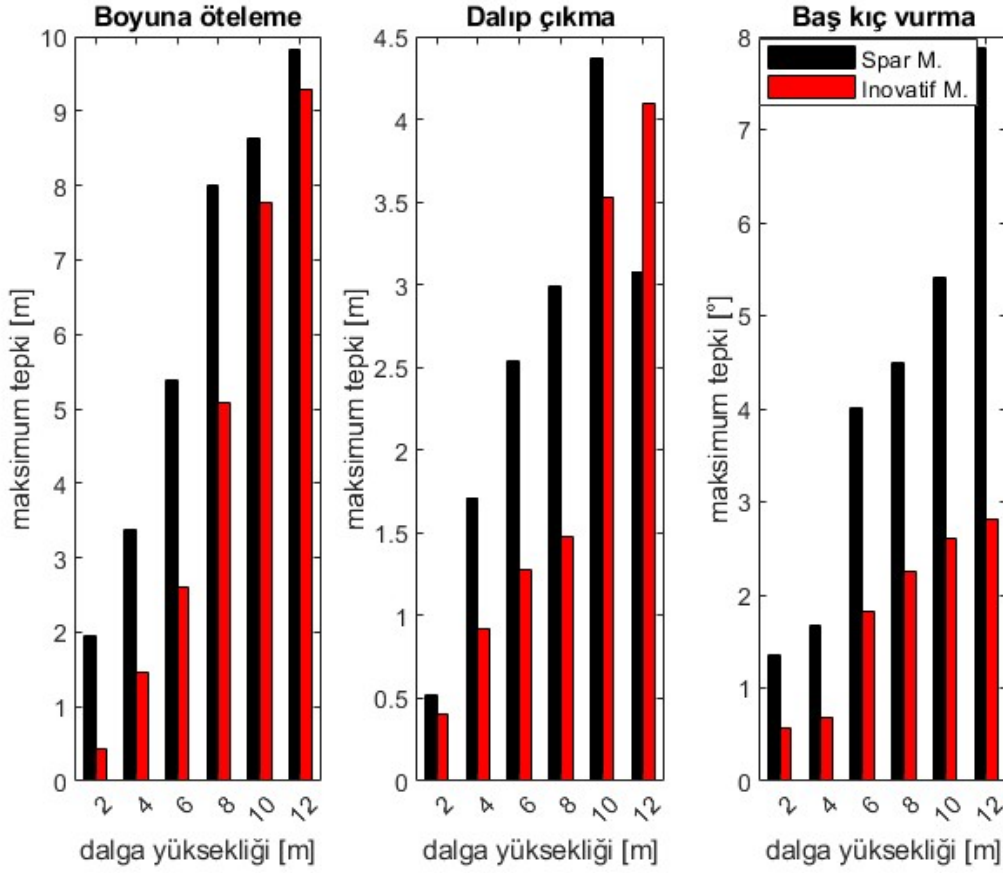 Boyuna öteleme
10
9
8
7
6
5
4
3
2
1
0
maksimum tepki [m]
2 4 6 8 10 12
dalga yüksekliği [m]
Dalıp çıkma
4.5
4
3.5
3
2.5
2
1.5
1
0.5
0
maksimum tepki [m]
2 4 6 8 10 12
dalga yüksekliği [m]
Baş kıç vurma
Spar M.
Inovatif M.
8
7
6
5
4
3
2
1
0
maksimum tepki [°]
2 4 6 8 10 12
dalga yüksekliği [m]